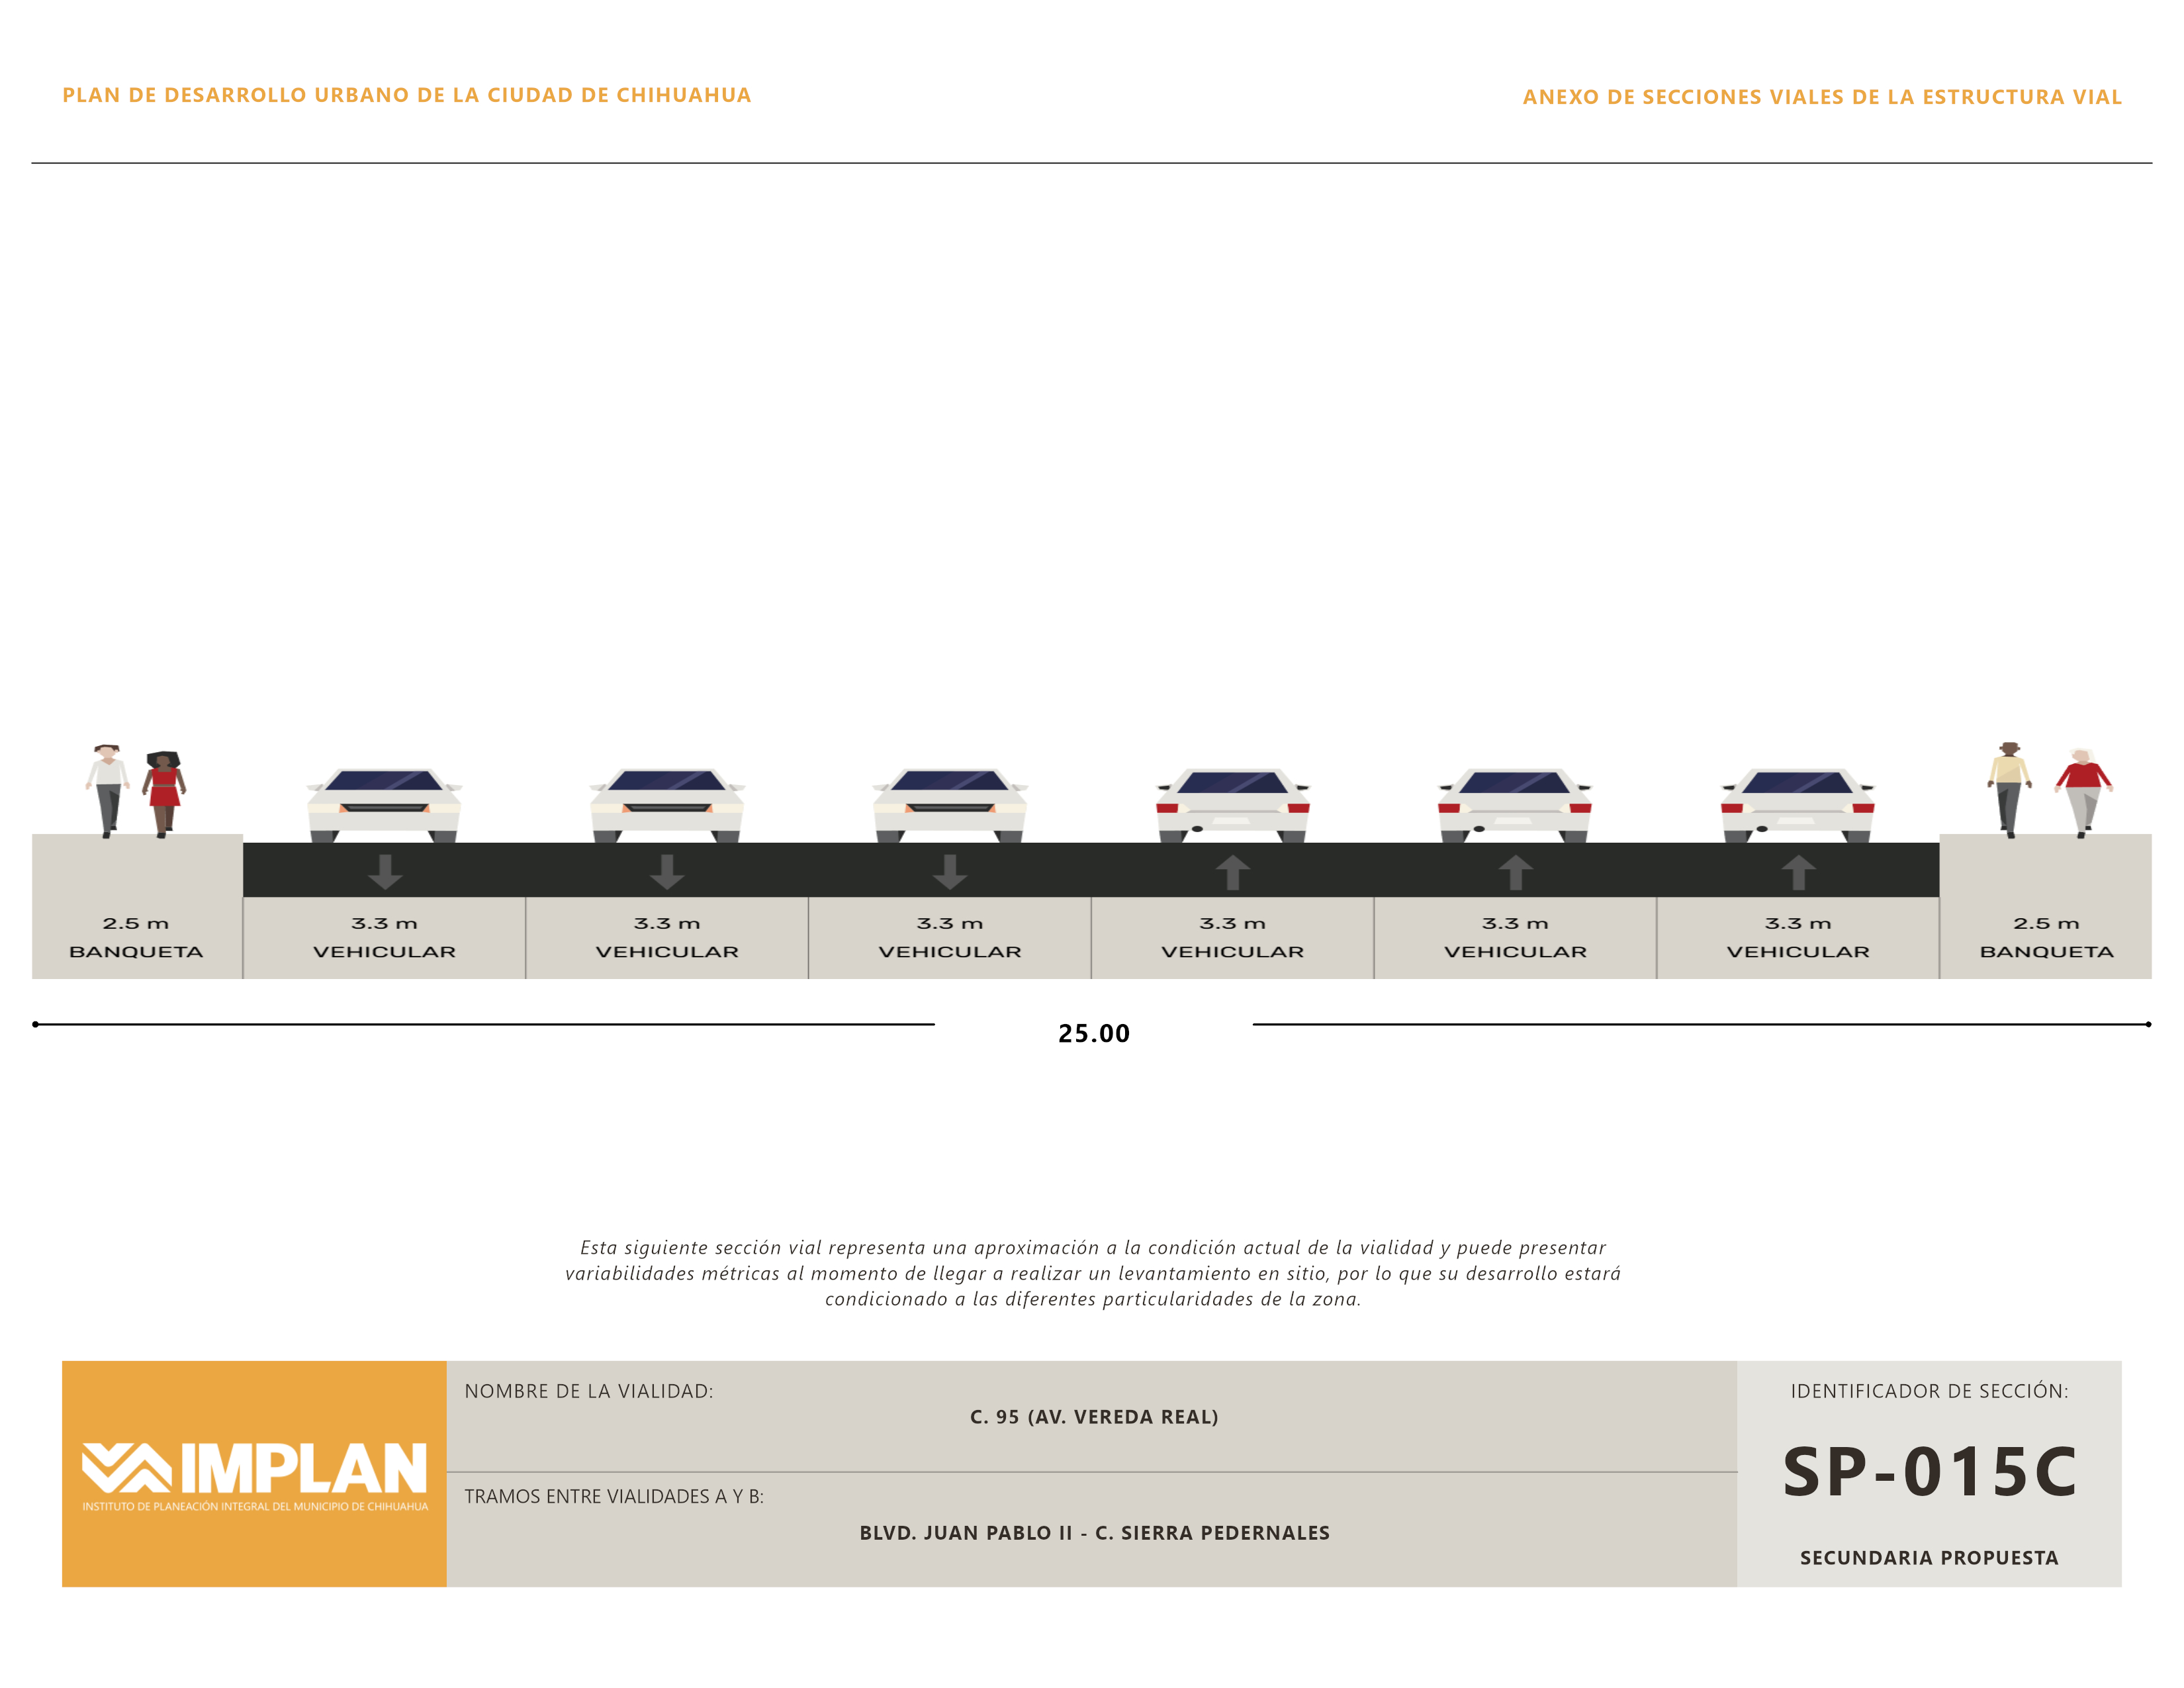 PLAN DE DESARROLLO URBANO DE LA CIUDAD DE CHIHUAHUA
ANEXO DE SECCIONES VIALES DE LA ESTRUCTURA VIAL
2.5 m
BANQUETA
3.3 m
VEHICULAR
3.3 m
VEHICULAR
3.3 m
VEHICULAR
3.3 m
VEHICULAR
3.3 m
VEHICULAR
3.3 m
VEHICULAR
2.5 m
BANQUETA
25.00
Esta siguiente sección vial representa una aproximación a la condición actual de la vialidad y puede presentar
variabilidades métricas al momento de llegar a realizar un levantamiento en sitio, por lo que su desarrollo estará
condicionado a las diferentes particularidades de la zona.
IMPLAN
INSTITUTO DE PLANEACIÓN INTEGRAL DEL MUNICIPIO DE CHIHUAHUA
NOMBRE DE LA VIALIDAD:
C. 95 (AV. VEREDA REAL)
TRAMOS ENTRE VIALIDADES A Y B:
BLVD. JUAN PABLO II - C. SIERRA PEDERNALES
IDENTIFICADOR DE SECCIÓN:
SP-015C
SECUNDARIA PROPUESTA